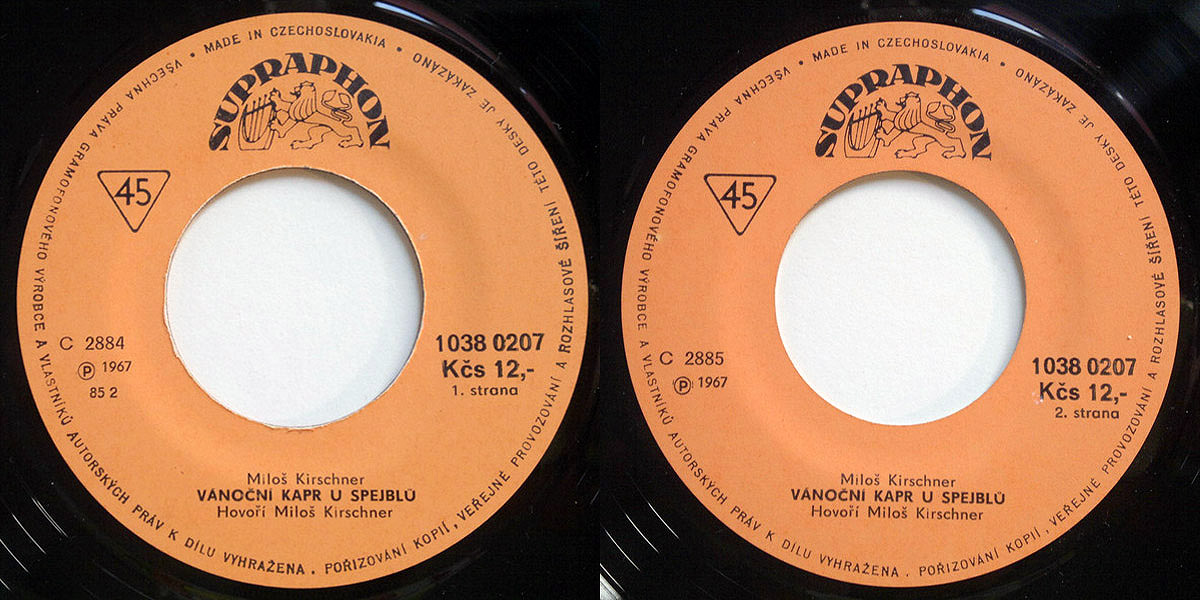 SUPRAPHON
VŠECHNA PRÁVA GRAMOFONOVÉHO VÝROBCE A VLASTNÍKŮ AUTORSKÝCH PRÁV K DÍLU VYHRAŽENA . POŘIZOVÁNÍ KOPIÍ, VEŘEJNÉ PROVOZOVÁNÍ A ROZHLASOVÉ ŠÍŘENÍ TÉTO DESKY JE ZAKÁZÁNO • MADE IN CZECHOSLOVAKIA •
45
C 2884
Ⓟ 1967
85 2
1038 0207
Kčs 12,-
1. strana
Miloš Kirschner
VÁNOČNÍ KAPR U SPEJBLŮ
Hovoří Miloš Kirschner
SUPRAPHON
VŠECHNA PRÁVA GRAMOFONOVÉHO VÝROBCE A VLASTNÍKŮ AUTORSKÝCH PRÁV K DÍLU VYHRAŽENA . POŘIZOVÁNÍ KOPIÍ, VEŘEJNÉ PROVOZOVÁNÍ A ROZHLASOVÉ ŠÍŘENÍ TÉTO DESKY JE ZAKÁZÁNO • MADE IN CZECHOSLOVAKIA •
45
C 2885
Ⓟ 1967
1038 0207
Kčs 12,-
2. strana
Miloš Kirschner
VÁNOČNÍ KAPR U SPEJBLŮ
Hovoří Miloš Kirschner